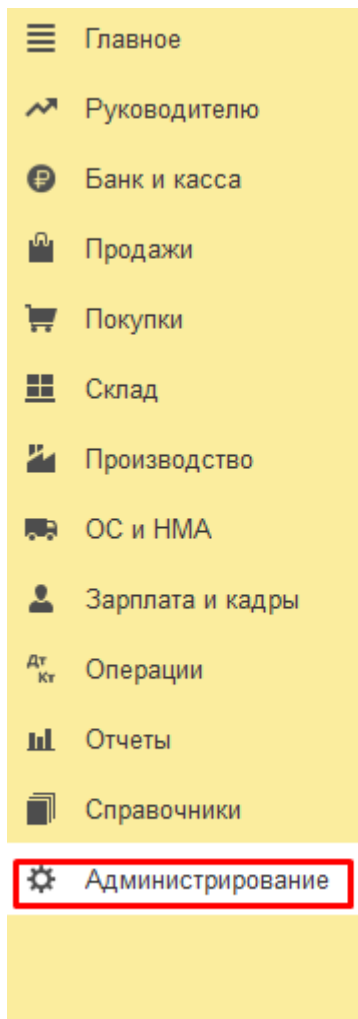 Главное
Руководителю
Банк и касса
Продажи
Покупки
Склад
Производство
ОС и НМА
Зарплата и кадры
Дт
Кт
Операции
Отчеты
Справочники
Администрирование